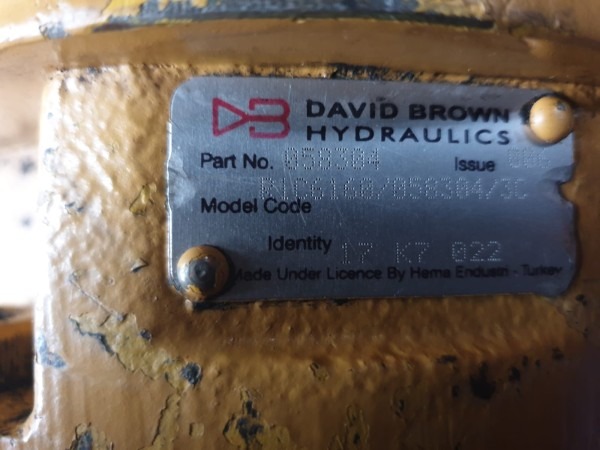 DB DAVID BROWN
HYDRAULICS
Part No. 058304 Issue
Model Code
Identity 17 K7 022
Made Under Licence By Hema Endustri - Turkey